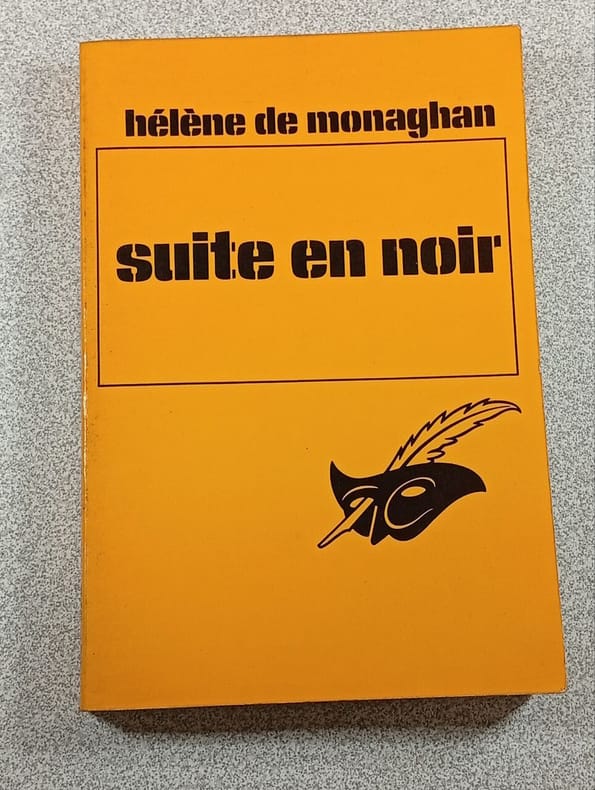 hélène de monaghan
suite en noir